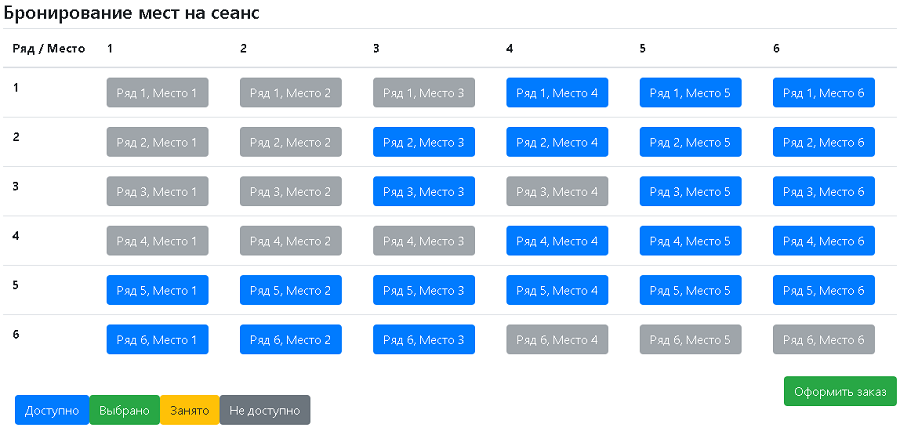 Бронирование мест на сеанс
Ряд / Место 1 2 3 4 5 6
1 Ряд 1, Место 1 Ряд 1, Место 2 Ряд 1, Место 3 Ряд 1, Место 4 Ряд 1, Место 5 Ряд 1, Место 6
2 Ряд 2, Место 1 Ряд 2, Место 2 Ряд 2, Место 3 Ряд 2, Место 4 Ряд 2, Место 5 Ряд 2, Место 6
3 Ряд 3, Место 1 Ряд 3, Место 2 Ряд 3, Место 3 Ряд 3, Место 4 Ряд 3, Место 5 Ряд 3, Место 6
4 Ряд 4, Место 1 Ряд 4, Место 2 Ряд 4, Место 3 Ряд 4, Место 4 Ряд 4, Место 5 Ряд 4, Место 6
5 Ряд 5, Место 1 Ряд 5, Место 2 Ряд 5, Место 3 Ряд 5, Место 4 Ряд 5, Место 5 Ряд 5, Место 6
6 Ряд 6, Место 1 Ряд 6, Место 2 Ряд 6, Место 3 Ряд 6, Место 4 Ряд 6, Место 5 Ряд 6, Место 6
Оформить заказ
Доступно Выбрано Занято Не доступно